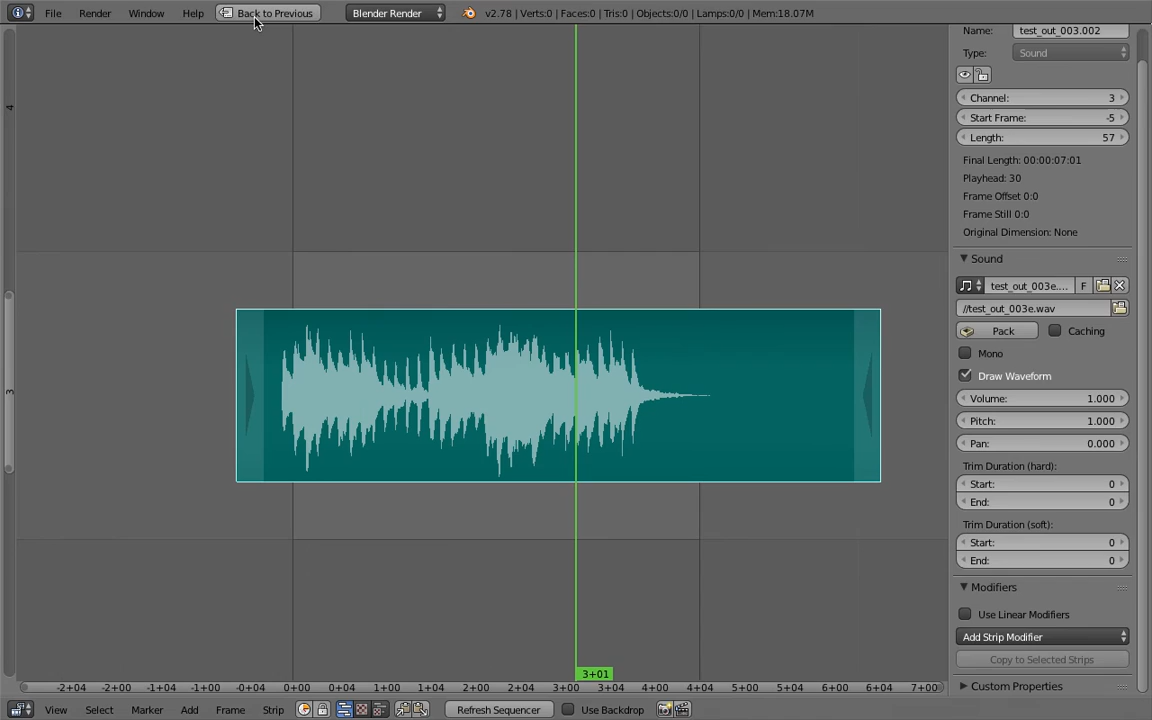 File Render Window Help Back to Previous Blender Render v2.78 | Verts:0 | Faces:0 | Tris:0 | Objects:0/0 | Lamps:0/0 | Mem:18.07M
Name: test_out_003.002
Type: Sound
Channel: 3
Start Frame: -5
Length: 57
Final Length: 00:00:07:01
Playhead: 30
Frame Offset 0:0
Frame Still 0:0
Original Dimension: None
Sound
test_out_003e.... F
//test_out_003e.wav
Pack Caching
Mono
Draw Waveform
Volume: 1.000
Pitch: 1.000
Pan: 0.000
Trim Duration (hard):
Start: 0
End: 0
Trim Duration (soft):
Start: 0
End: 0
Modifiers
Use Linear Modifiers
Add Strip Modifier
Copy to Selected Strips
Custom Properties
4
3
3+01
-2+04 -2+00 -1+04 -1+00 -0+04 0+00 0+04 1+00 1+04 2+00 2+04 3+00 3+04 4+00 4+04 5+00 5+04 6+00 6+04 7+00
View Select Marker Add Frame Strip Refresh Sequencer Use Backdrop